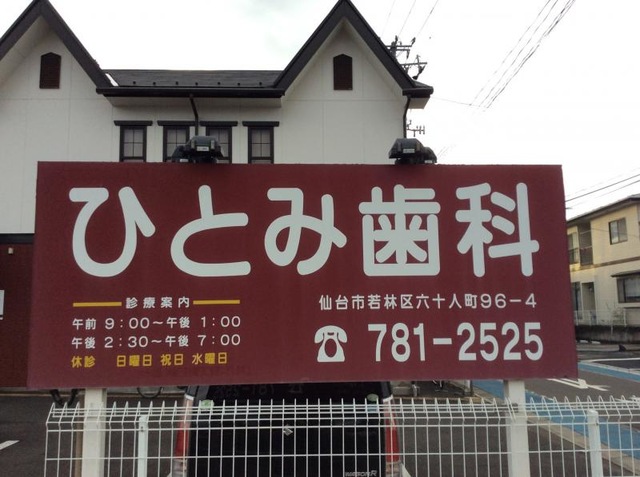 ひとみ歯科
診療案内
午前 9:00～午後 1:00
午後 2:30～午後 7:00
休診 日曜日 祝日 水曜日
仙台市若林区六十人町96-4
☎ 781-2525